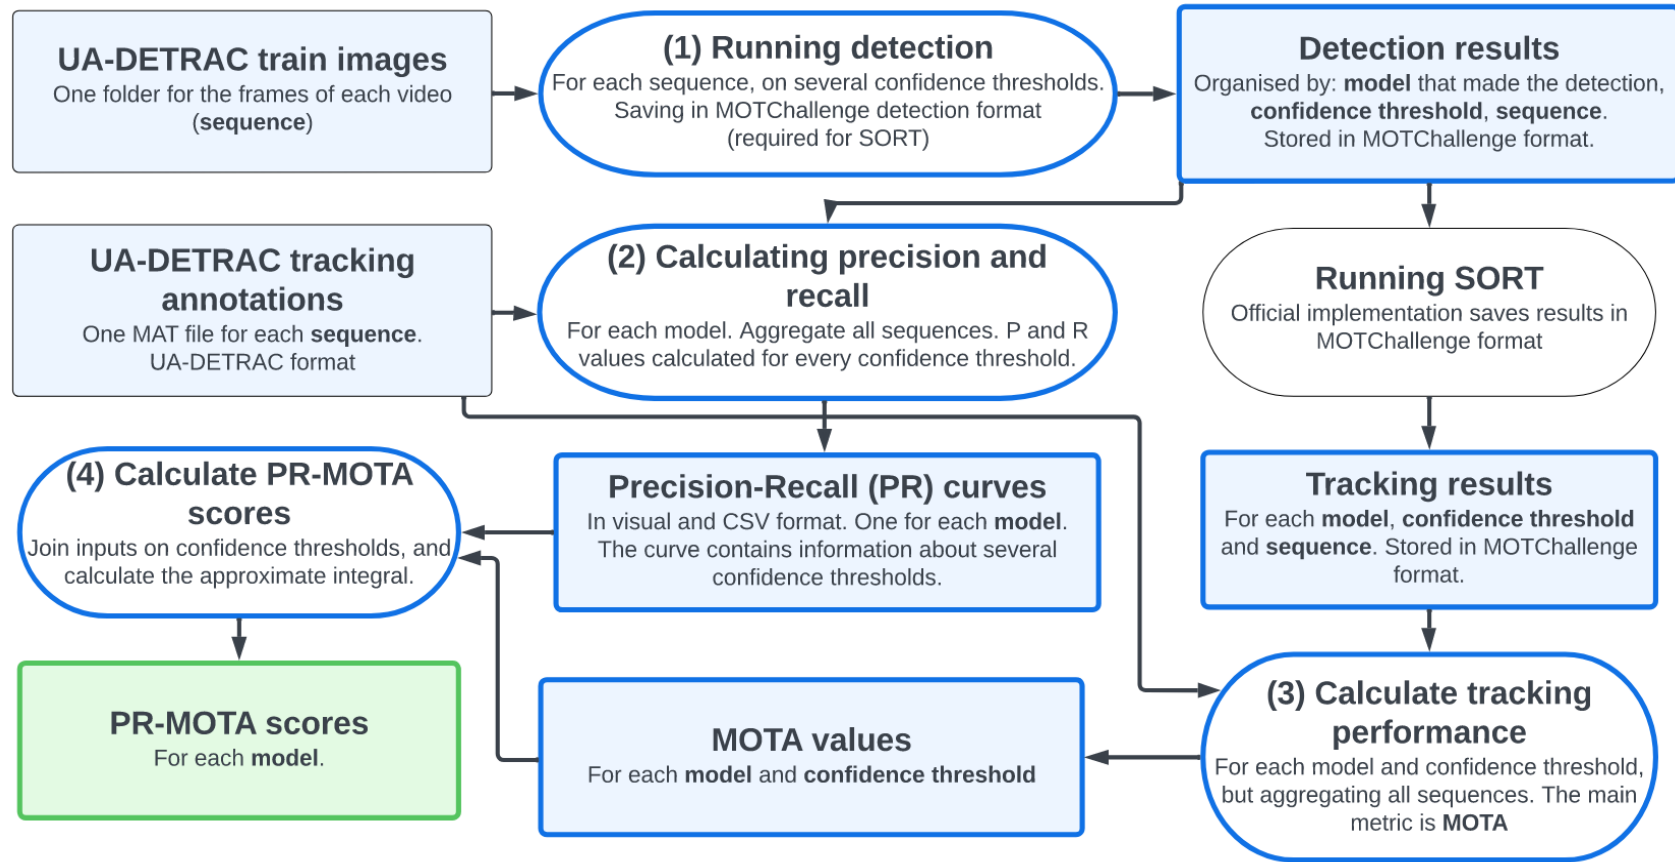 UA-DETRAC train images
One folder for the frames of each video
(sequence)
(1) Running detection
For each sequence, on several confidence thresholds.
Saving in MOTChallenge detection format
(required for SORT)
Detection results
Organised by: model that made the detection,
confidence threshold, sequence.
Stored in MOTChallenge format.
UA-DETRAC tracking
annotations
One MAT file for each sequence.
UA-DETRAC format
(2) Calculating precision and
recall
For each model. Aggregate all sequences. P and R
values calculated for every confidence threshold.
Running SORT
Official implementation saves results in
MOTChallenge format
(4) Calculate PR-MOTA
scores
Join inputs on confidence thresholds, and
calculate the approximate integral.
Precision-Recall (PR) curves
In visual and CSV format. One for each model.
The curve contains information about several
confidence thresholds.
Tracking results
For each model, confidence threshold
and sequence. Stored in MOTChallenge
format.
PR-MOTA scores
For each model.
MOTA values
For each model and confidence threshold
(3) Calculate tracking
performance
For each model and confidence threshold,
but aggregating all sequences. The main
metric is MOTA